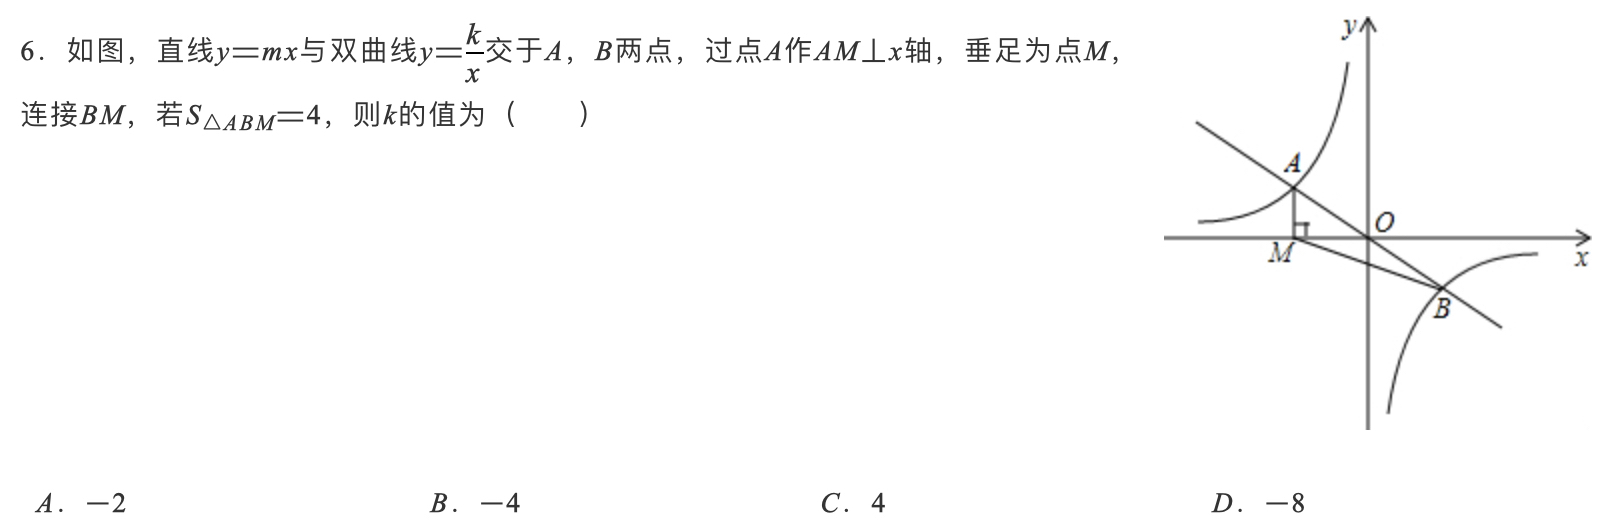 6．如图，直线y=mx与双曲线y=k/x交于A，B两点，过点A作AM⊥x轴，垂足为点M，
连接BM，若S△ABM=4，则k的值为（　　）
y
A
O
M
x
B
A．−2　B．−4　C．4　D．−8